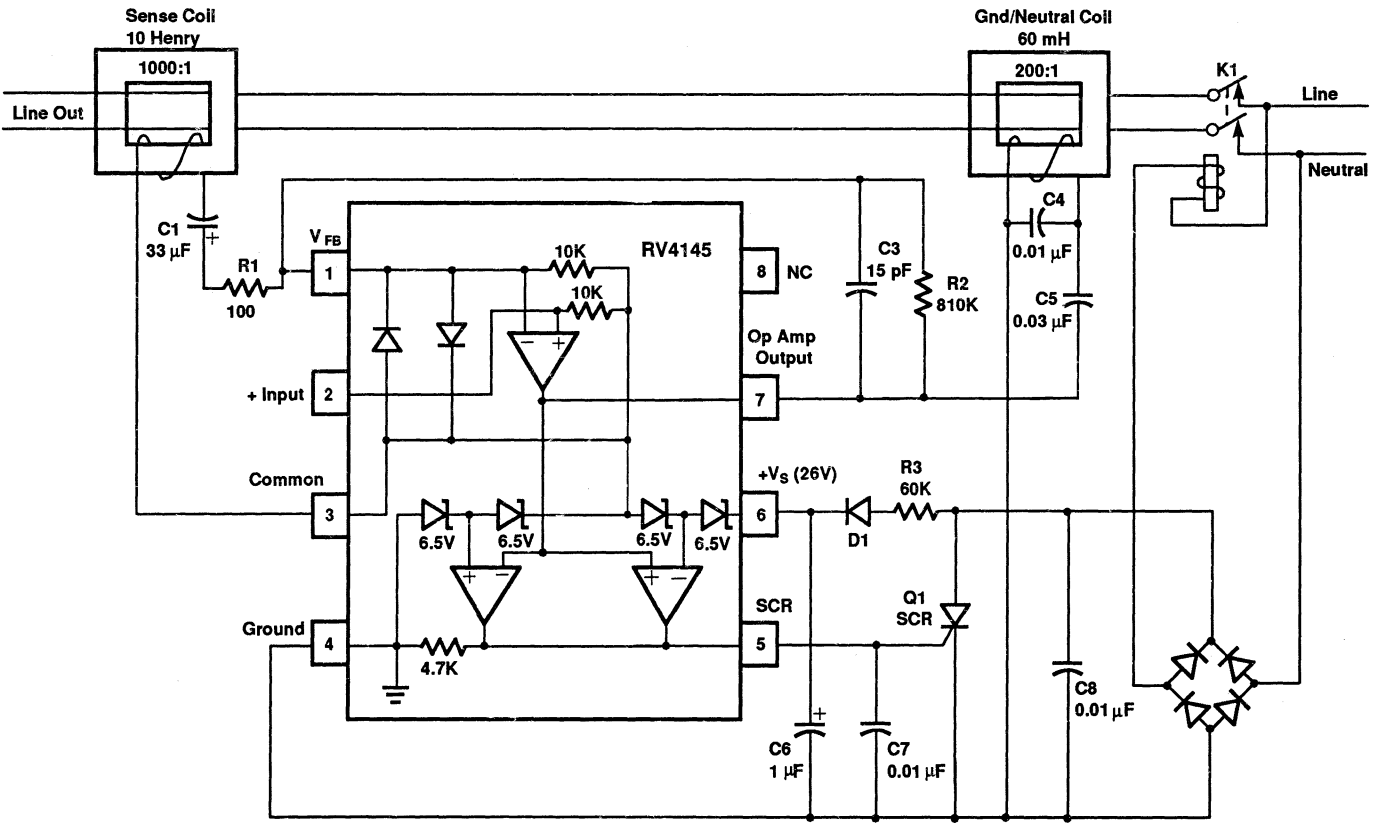 Sense Coil
10 Henry
1000:1
Line Out
Gnd/Neutral Coil
60 mH
200:1
K1
Line
Neutral
C1
33 µF
+
R1
100
V FB
1
10K
10K
RV4145
8
NC
C3
15 pF
R2
810K
C4
0.01 µF
C5
0.03 µF
− +
+ Input
2
Op Amp
Output
7
Common
3
6.5V
6.5V
6.5V
6.5V
+VS (26V)
6
R3
60K
D1
+ −
+ −
Q1
SCR
Ground
4
4.7K
SCR
5
+
C6
1 µF
C7
0.01 µF
C8
0.01 µF